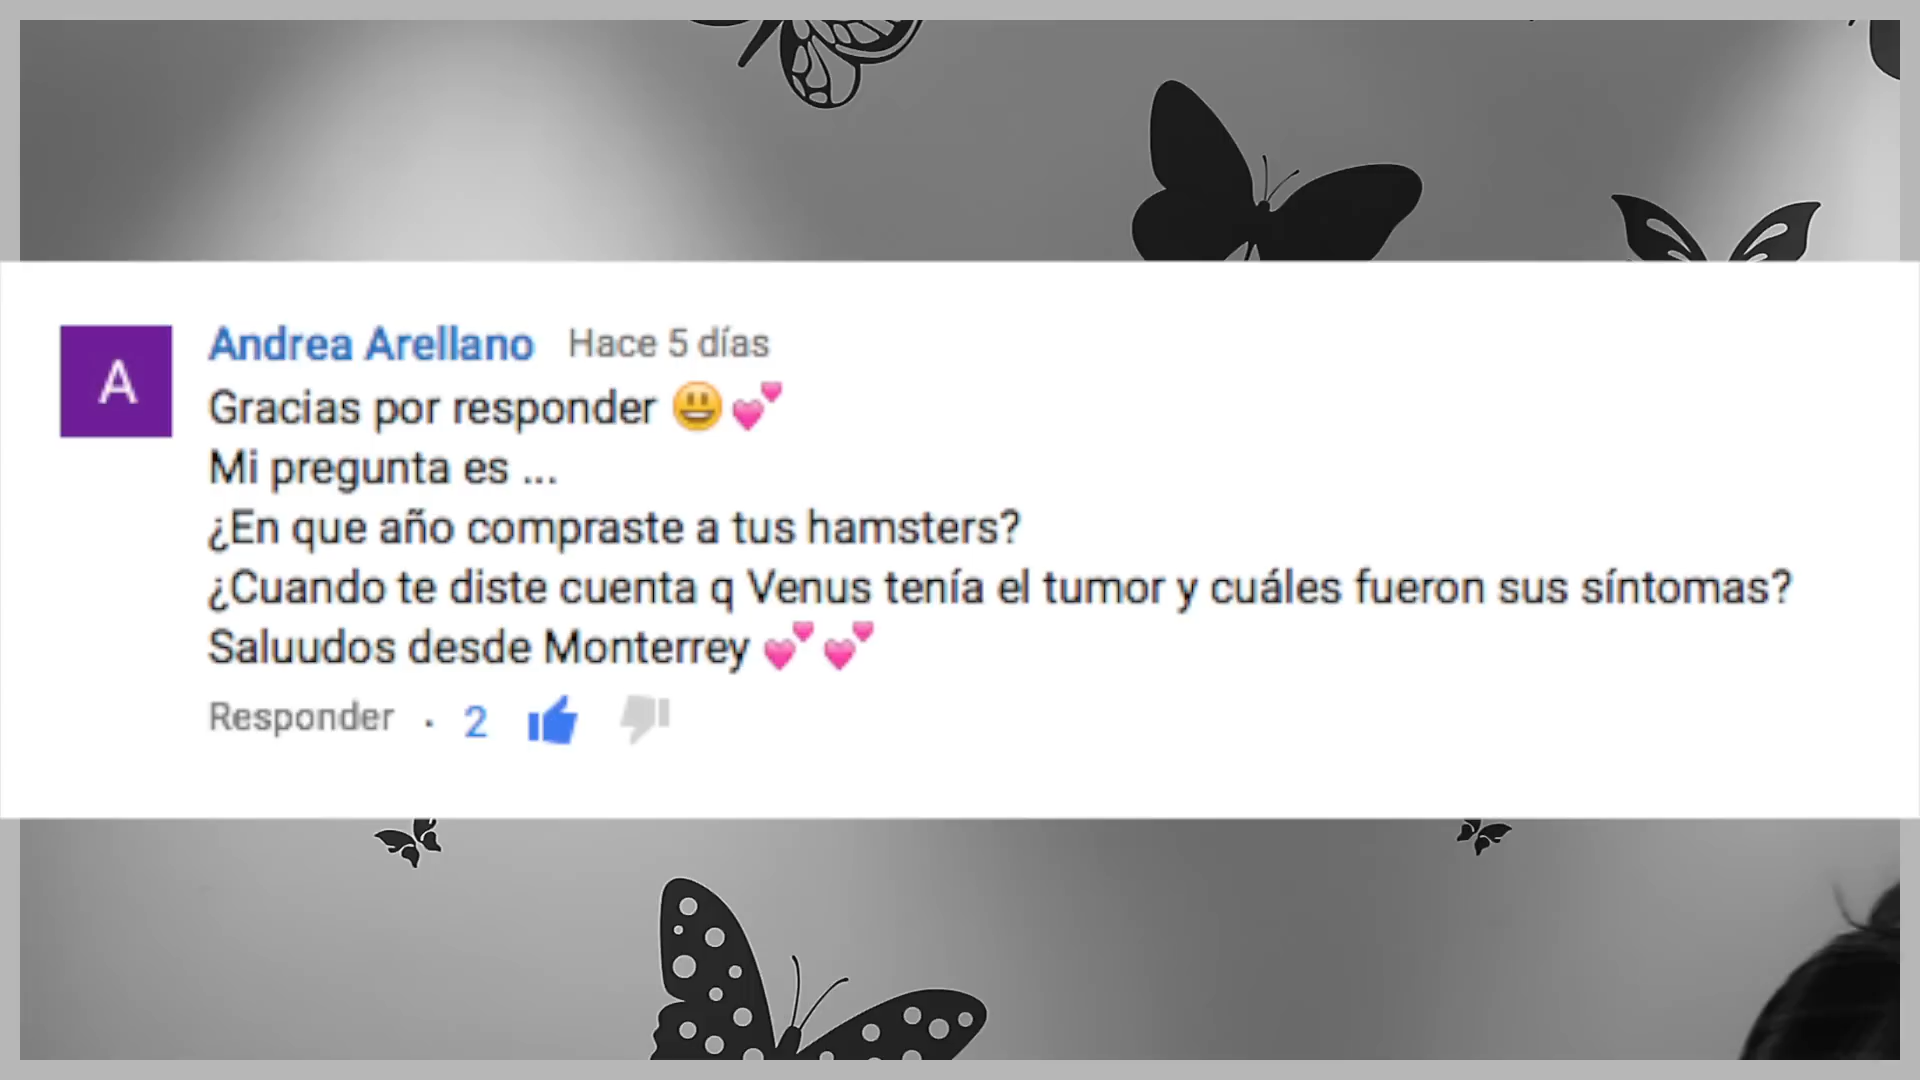 A
Andrea Arellano Hace 5 días
Gracias por responder 😃💕
Mi pregunta es ...
¿En que año compraste a tus hamsters?
¿Cuando te diste cuenta q Venus tenía el tumor y cuáles fueron sus síntomas?
Saluudos desde Monterrey 💕💕
Responder · 2